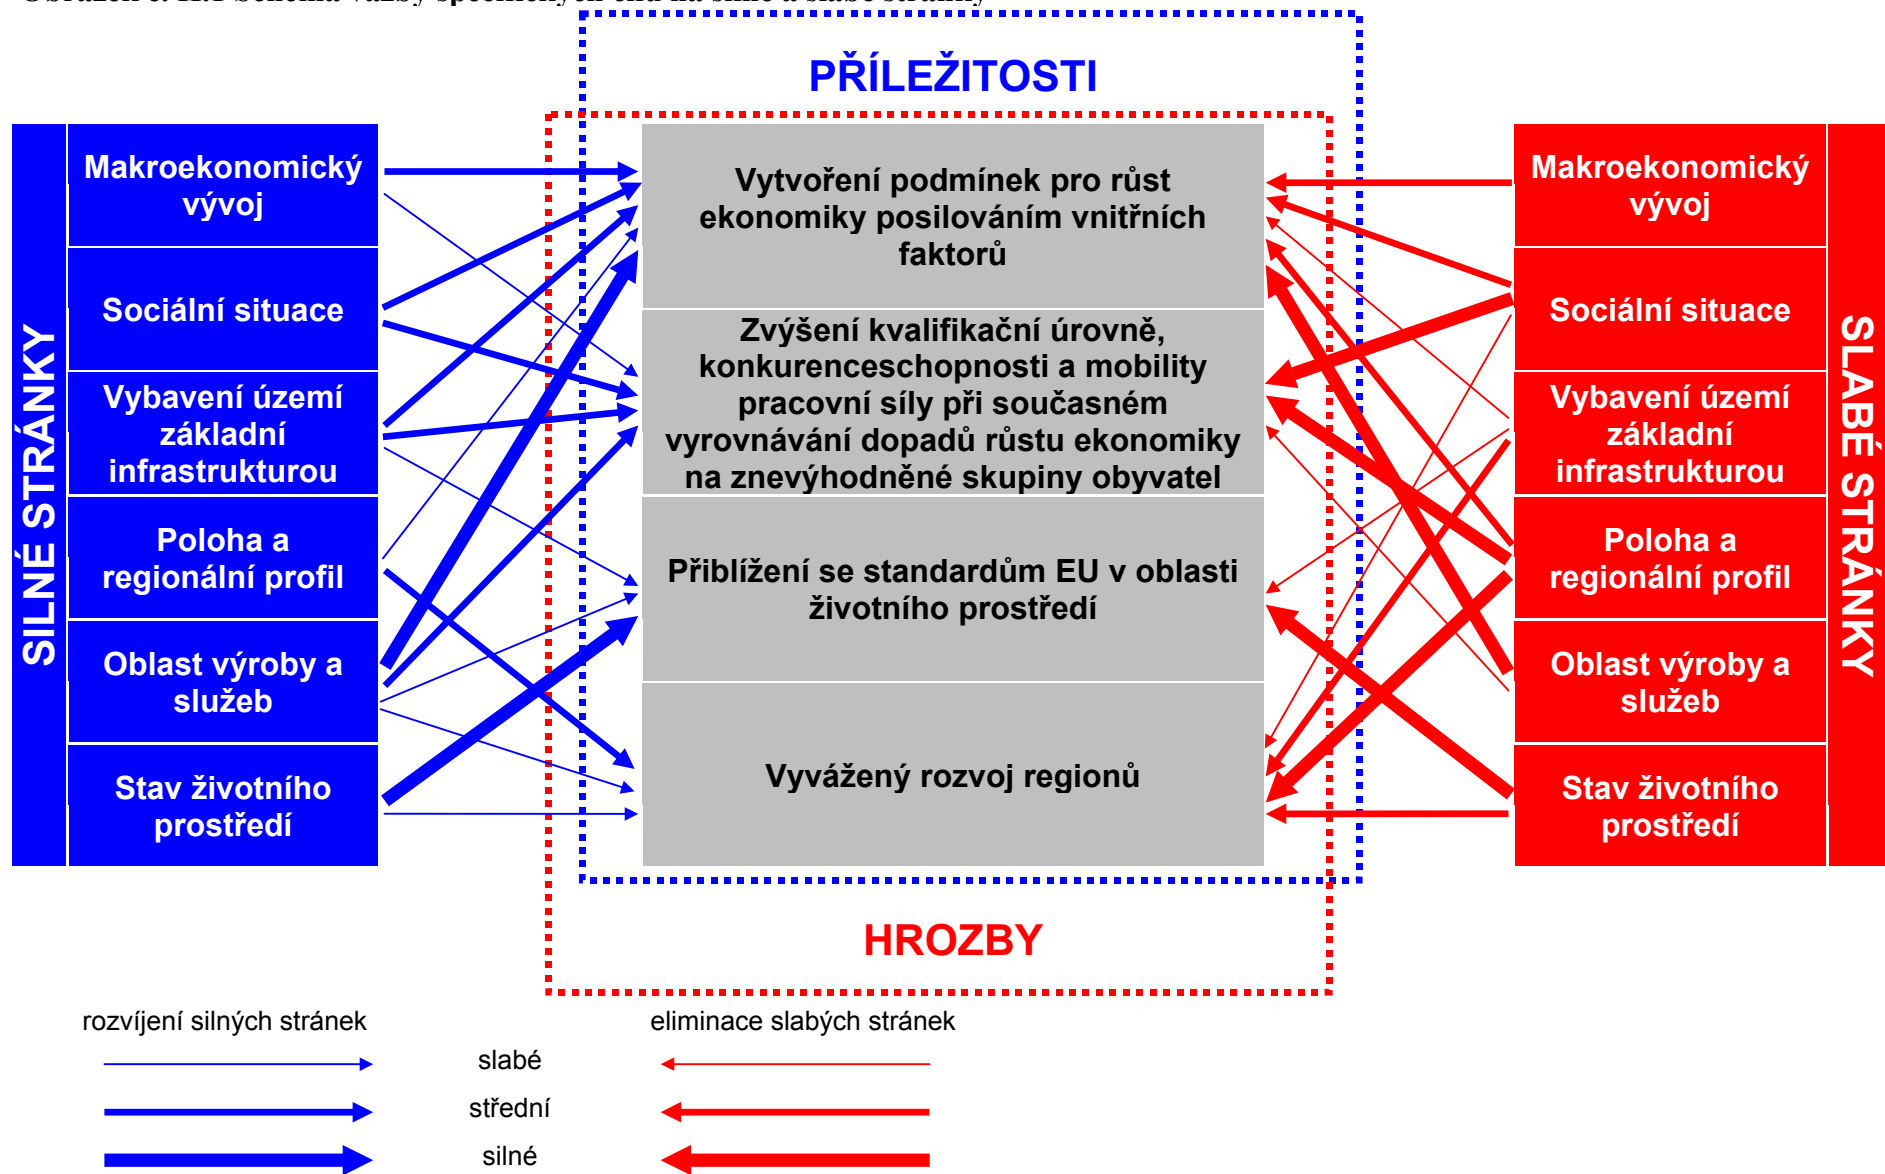 PŘÍLEŽITOSTI
SILNÉ STRÁNKY
Makroekonomický
vývoj
Sociální situace
Vybavení území
základní
infrastrukturou
Poloha a
regionální profil
Oblast výroby a
služeb
Stav životního
prostředí
Vytvoření podmínek pro růst
ekonomiky posilováním vnitřních
faktorů
Zvýšení kvalifikační úrovně,
konkurenceschopnosti a mobility
pracovní síly při současném
vyrovnávání dopadů růstu ekonomiky
na znevýhodněné skupiny obyvatel
Přiblížení se standardům EU v oblasti
životního prostředí
Vyvážený rozvoj regionů
Makroekonomický
vývoj
Sociální situace
Vybavení území
základní
infrastrukturou
Poloha a
regionální profil
Oblast výroby a
služeb
Stav životního
prostředí
SLABÉ STRÁNKY
HROZBY
rozvíjení silných stránek
eliminace slabých stránek
slabé
střední
silné